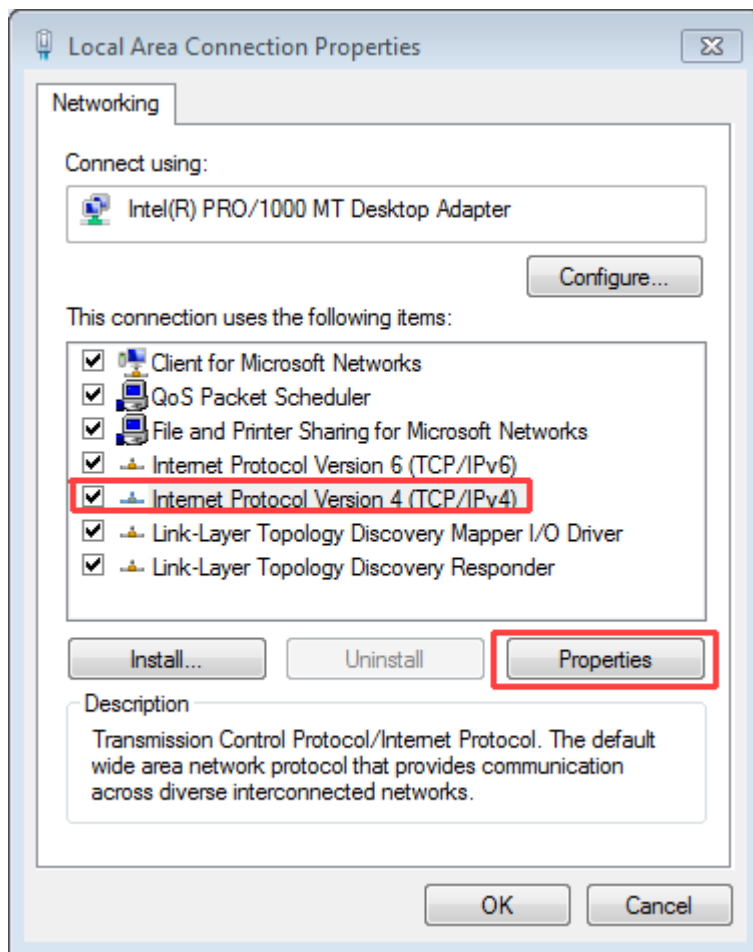 Local Area Connection Properties
Networking
Connect using:
Intel(R) PRO/1000 MT Desktop Adapter
Configure...
This connection uses the following items:
Client for Microsoft Networks
QoS Packet Scheduler
File and Printer Sharing for Microsoft Networks
Internet Protocol Version 6 (TCP/IPv6)
Internet Protocol Version 4 (TCP/IPv4)
Link-Layer Topology Discovery Mapper I/O Driver
Link-Layer Topology Discovery Responder
Install... Uninstall Properties
Description
Transmission Control Protocol/Internet Protocol. The default
wide area network protocol that provides communication
across diverse interconnected networks.
OK Cancel